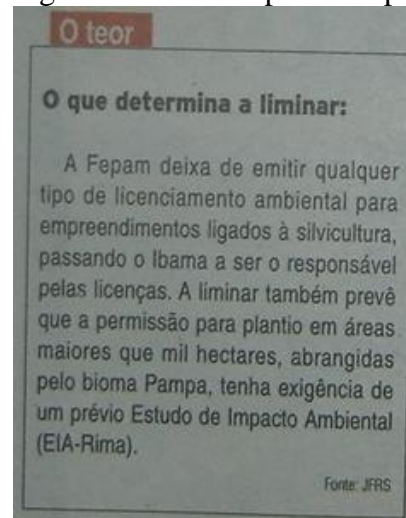 O teor
O que determina a liminar:
A Fepam deixa de emitir qualquer
tipo de licenciamento ambiental para
empreendimentos ligados à silvicultura,
passando o Ibama a ser o responsável
pelas licenças. A liminar também prevê
que a permissão para plantio em áreas
maiores que mil hectares, abrangidas
pelo bioma Pampa, tenha exigência de
um prévio Estudo de Impacto Ambiental
(EIA-Rima).
Fonte: JFRS